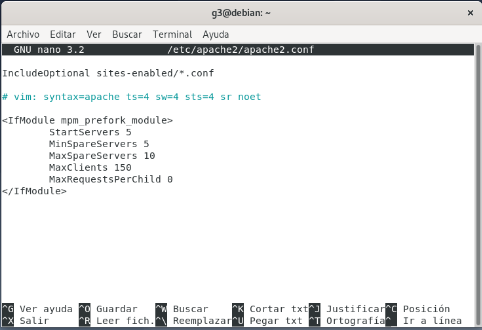 g3@debian: ~
×
Archivo Editar Ver Buscar Terminal Ayuda
GNU nano 3.2 /etc/apache2/apache2.conf
IncludeOptional sites-enabled/*.conf
# vim: syntax=apache ts=4 sw=4 sts=4 sr noet
<IfModule mpm_prefork_module>
StartServers 5
MinSpareServers 5
MaxSpareServers 10
MaxClients 150
MaxRequestsPerChild 0
</IfModule>
^G Ver ayuda ^O Guardar ^W Buscar ^K Cortar txt ^J Justificar ^C Posición
^X Salir ^R Leer fich. ^\ Reemplazar ^U Pegar txt ^T Ortografía ^_ Ir a línea